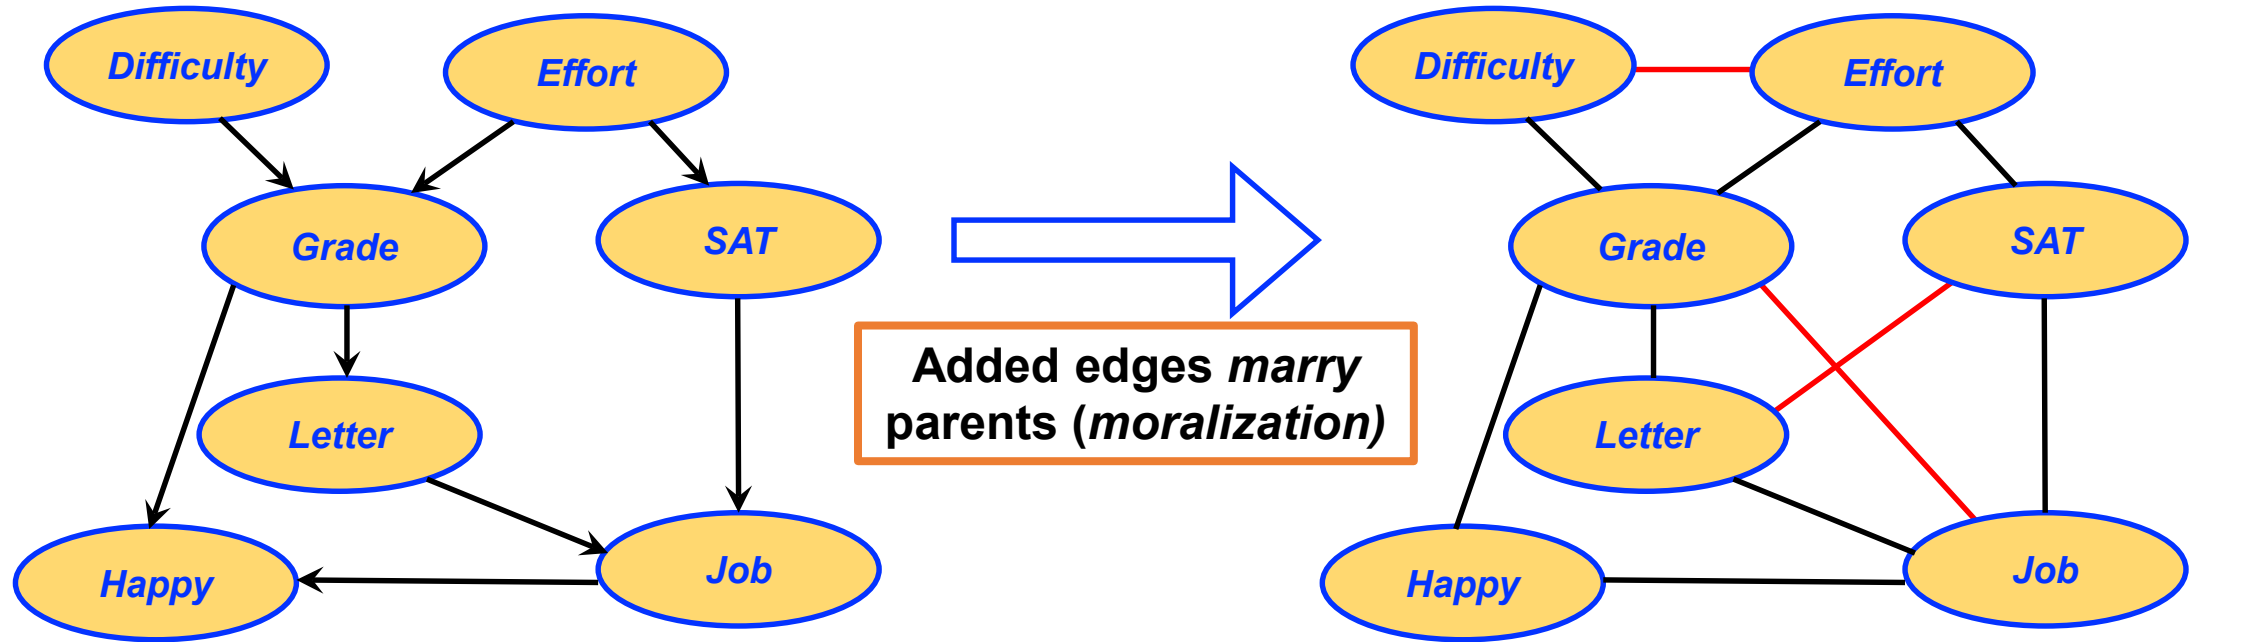 Difficulty
Effort
Grade
SAT
Letter
Happy
Job
Added edges marry
parents (moralization)
Difficulty
Effort
Grade
SAT
Letter
Happy
Job